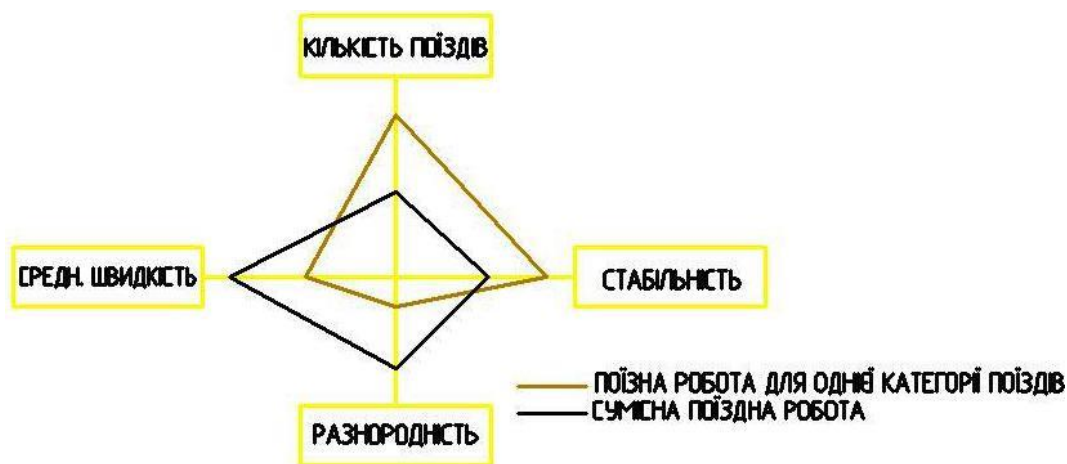 КІЛЬКІСТЬ ПОЇЗДІВ
СРЕДН. ШВИДКІСТЬ
СТАБІЛЬНІСТЬ
РАЗНОРОДНІСТЬ
ПОЇЗНА РОБОТА ДЛЯ ОДНІЄЇ КАТЕГОРІЇ ПОЇЗДІВ
СУМІСНА ПОЇЗДНА РОБОТА